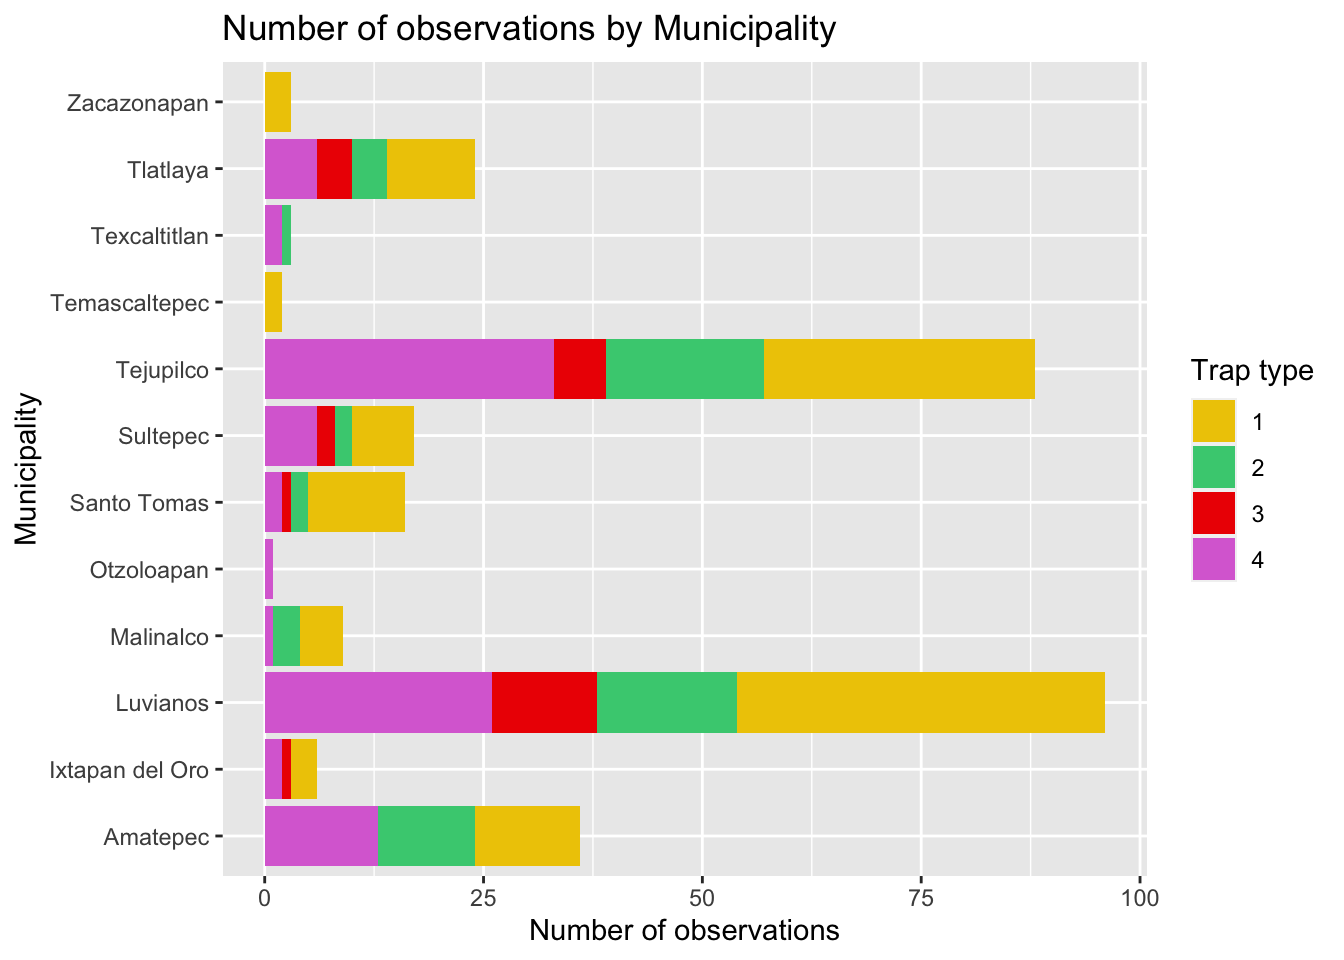 Number of observations by Municipality
Zacazonapan
Tlatlaya
Texcaltitlan
Temascaltepec
Tejupilco
Sultepec
Santo Tomas
Otzoloapan
Malinalco
Luvianos
Ixtapan del Oro
Amatepec
Municipality
0 25 50 75 100
Number of observations
Trap type
1
2
3
4